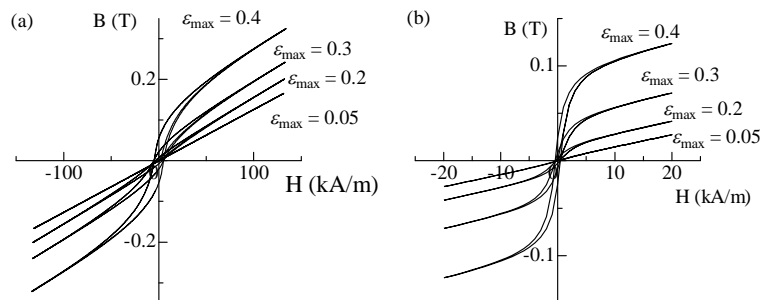 (a)
B (T)
εmax = 0.4
εmax = 0.3
εmax = 0.2
εmax = 0.05
0.2
-100
0
100
H (kA/m)
-0.2
(b)
B (T)
εmax = 0.4
0.1
εmax = 0.3
εmax = 0.2
εmax = 0.05
-20
-10
0
10
20
H (kA/m)
-0.1